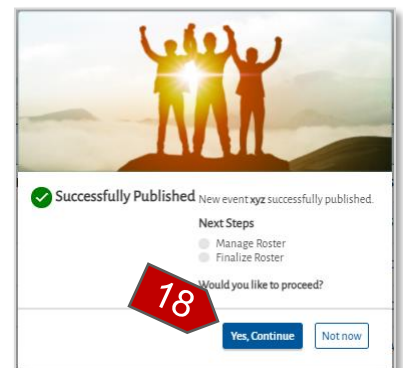 Successfully Published New event xyz successfully published.
Next Steps
Manage Roster
Finalize Roster
Would you like to proceed?
18
Yes, Continue Not now